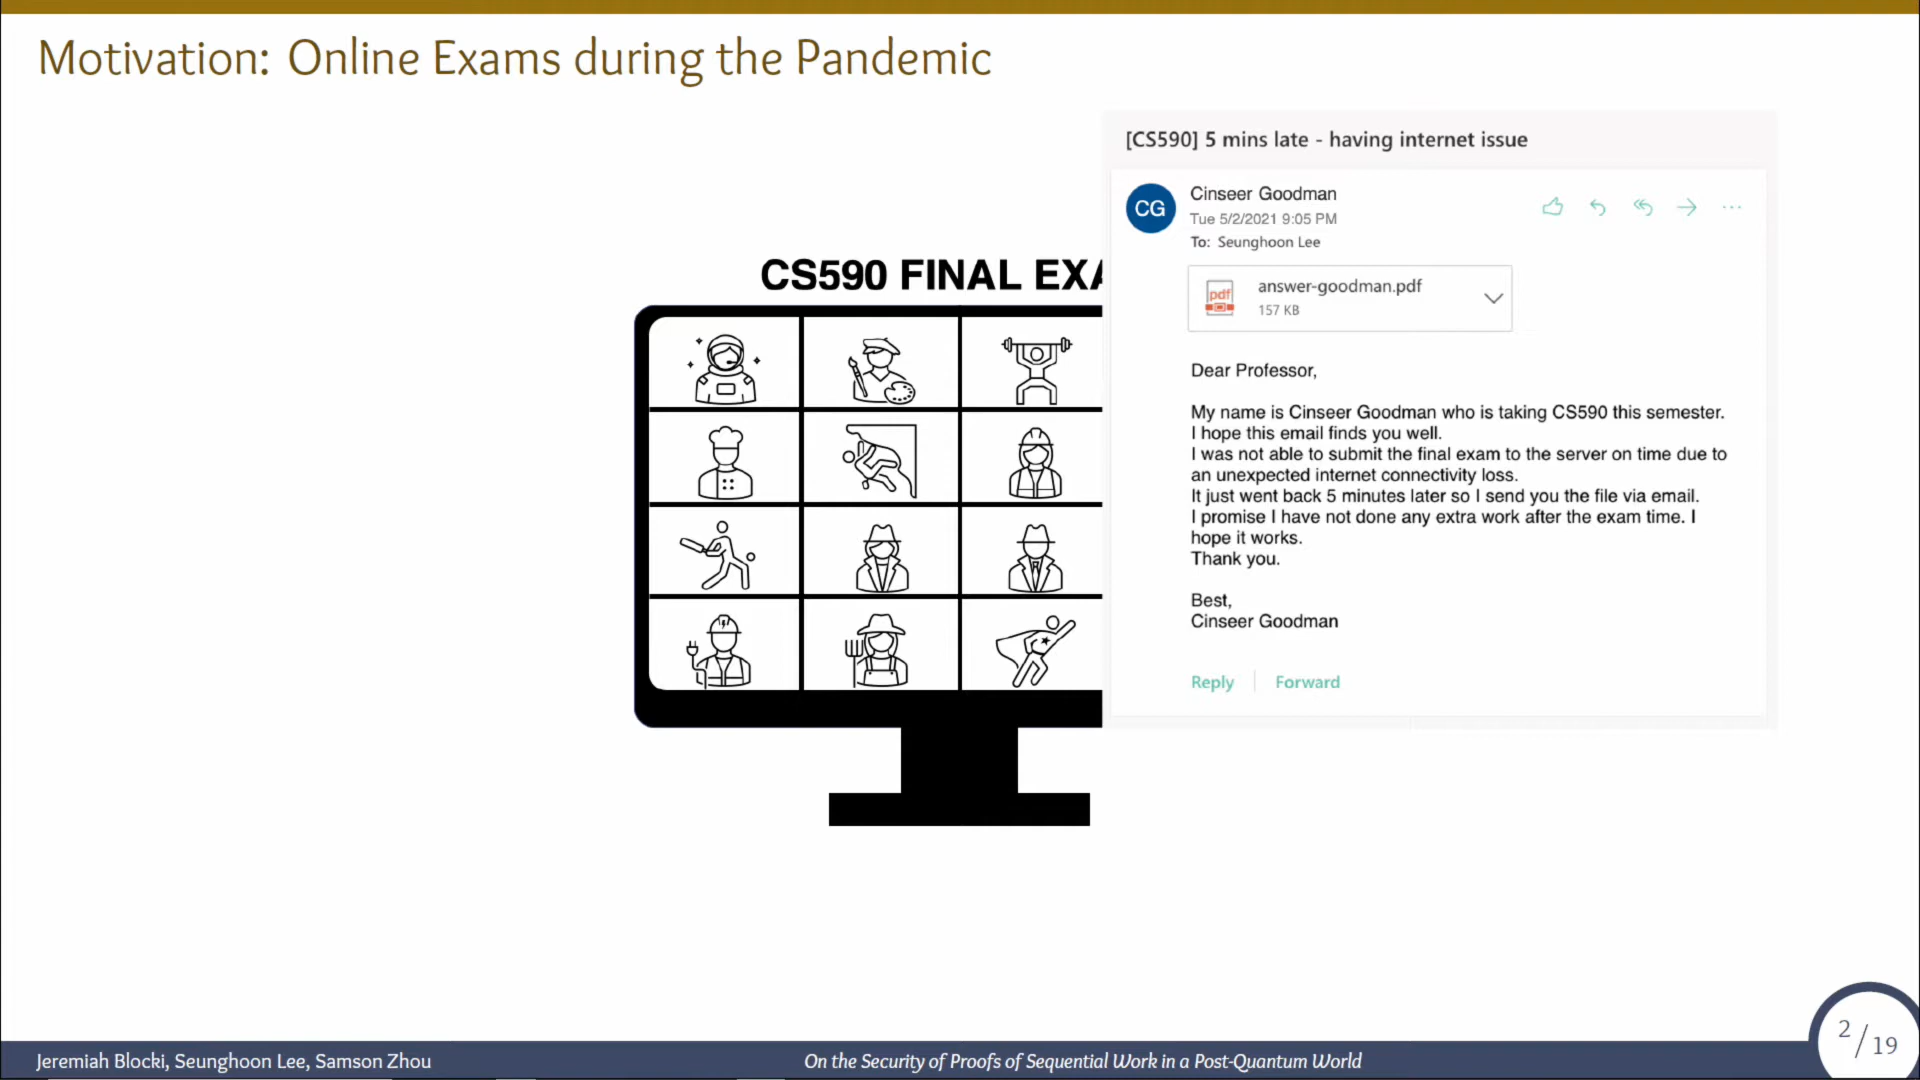 Motivation: Online Exams during the Pandemic
CS590 FINAL EXA
[CS590] 5 mins late - having internet issue
CG
Cinseer Goodman
Tue 5/2/2021 9:05 PM
To: Seunghoon Lee
pdf
answer-goodman.pdf
157 KB
Dear Professor,
My name is Cinseer Goodman who is taking CS590 this semester.
I hope this email finds you well.
I was not able to submit the final exam to the server on time due to
an unexpected internet connectivity loss.
It just went back 5 minutes later so I send you the file via email.
I promise I have not done any extra work after the exam time. I
hope it works.
Thank you.
Best,
Cinseer Goodman
Reply
Forward
Jeremiah Blocki, Seunghoon Lee, Samson Zhou
On the Security of Proofs of Sequential Work in a Post-Quantum World
2/19